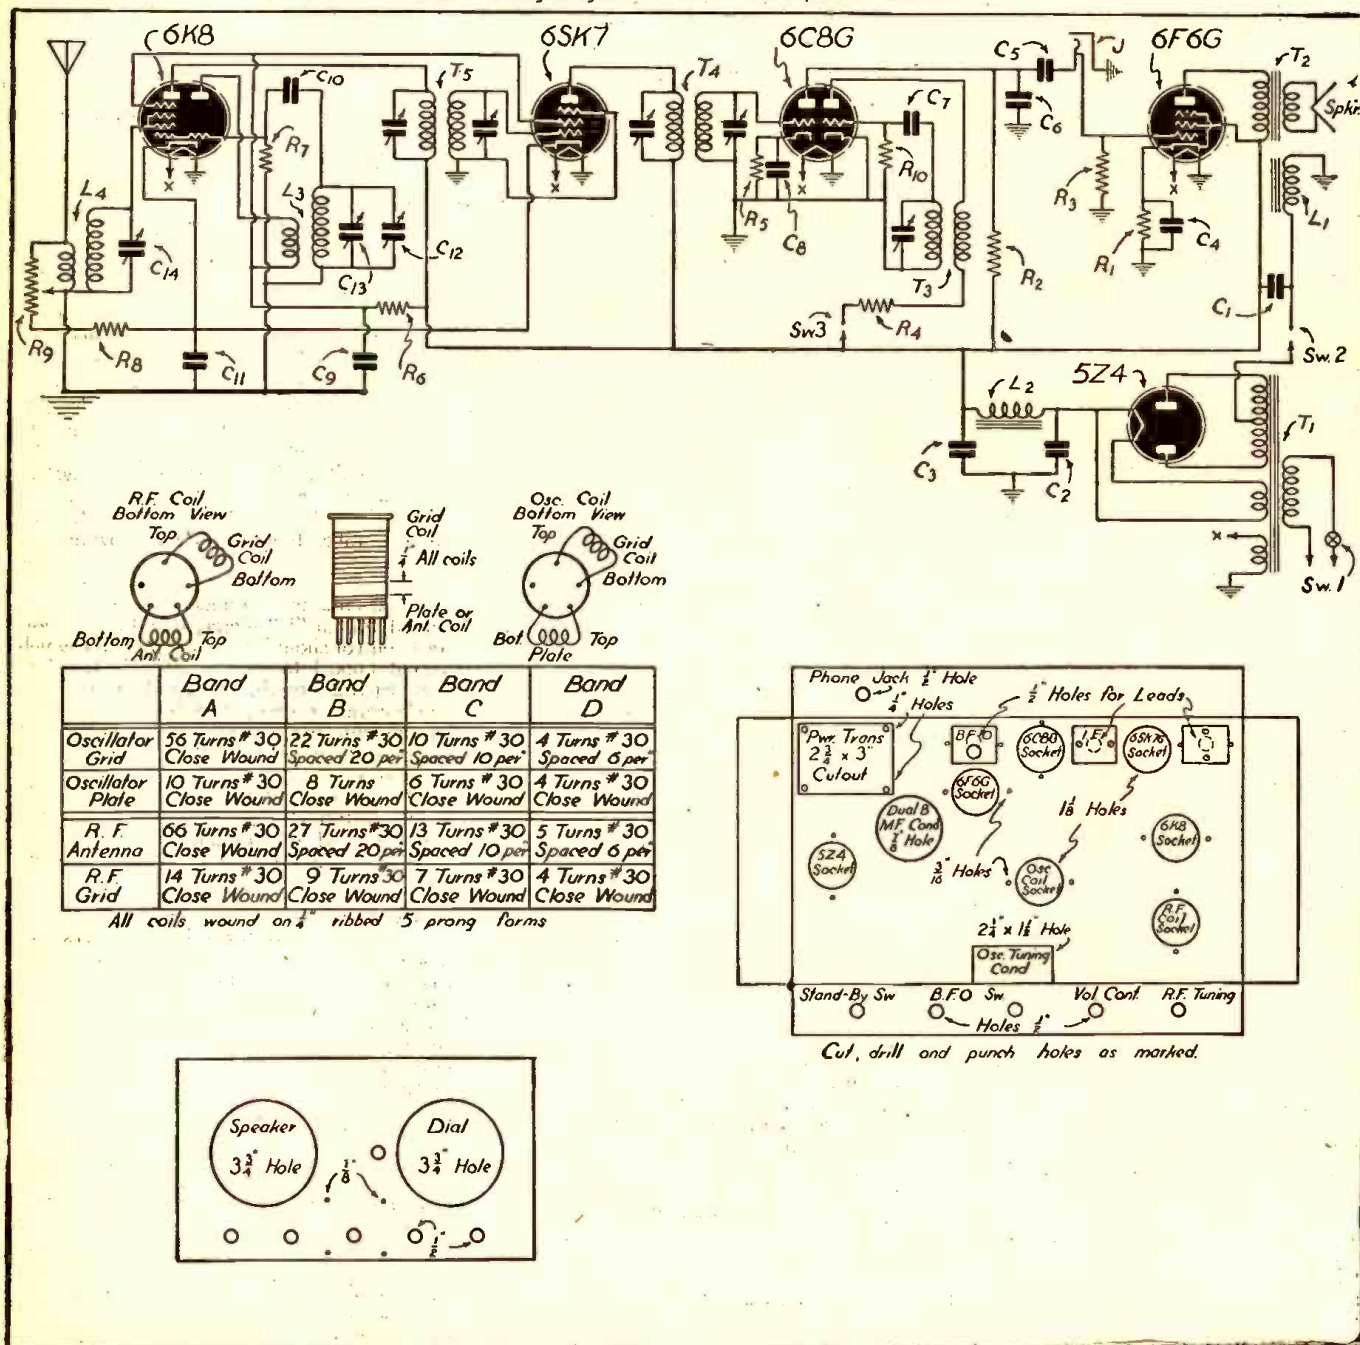 6K8
6SK7
6C8G
6F6G
C10
T5
T4
C7
C5
J
T2
C6
Spkr.
R7
R10
R3
L4
L3
C14
C13
C12
R5
C8
T3
R2
R1
C4
L1
x
x
x
x
R9
R8
C11
C9
R6
Sw.3
R4
C1
Sw.2
L2
5Z4
T1
C3
C2
x
Sw. 1
R.F. Coil
Bottom View
Top
Grid
Coil
Bottom
Bottom
Top
Ant. Coil
Grid
Coil
1/4" All coils
Plate or
Ant. Coil
Osc. Coil
Bottom View
Top
Grid
Coil
Bottom
Bot.
Top
Plate
Band A
Band B
Band C
Band D
Oscillator Grid
56 Turns #30 Close Wound
22 Turns #30 Spaced 20 per"
10 Turns #30 Spaced 10 per"
4 Turns #30 Spaced 6 per"
Oscillator Plate
10 Turns #30 Close Wound
8 Turns Close Wound
6 Turns #30 Close Wound
4 Turns #30 Close Wound
R.F. Antenna
66 Turns #30 Close Wound
27 Turns #30 Spaced 20 per"
13 Turns #30 Spaced 10 per"
5 Turns #30 Spaced 6 per"
R.F. Grid
14 Turns #30 Close Wound
9 Turns #30 Close Wound
7 Turns #30 Close Wound
4 Turns #30 Close Wound
All coils wound on 1/4" ribbed 5 prong forms
Phone Jack 1/2" Hole
1/4" Holes
1/2" Holes for Leads
Pwr. Trans
2 3/4 x 3"
Cutout
B.F.O
6C8G
Socket
I.F.
6SK7G
Socket
6F6G
Socket
Dual 8
MF. Cond
Hole
1 1/8 Holes
6K8
Socket
5Z4
Socket
3/16" Holes
Osc
Coil
Socket
R.F.
Coil
Socket
2 1/4" x 1 1/2" Hole
Osc. Tuning
Cond
Stand-By Sw
B.F.O Sw
Vol Cont.
R.F. Tuning
Holes 1/2"
Cut, drill and punch holes as marked.
Speaker
3 3/4" Hole
Dial
3 3/4" Hole
1/8"
1/2"